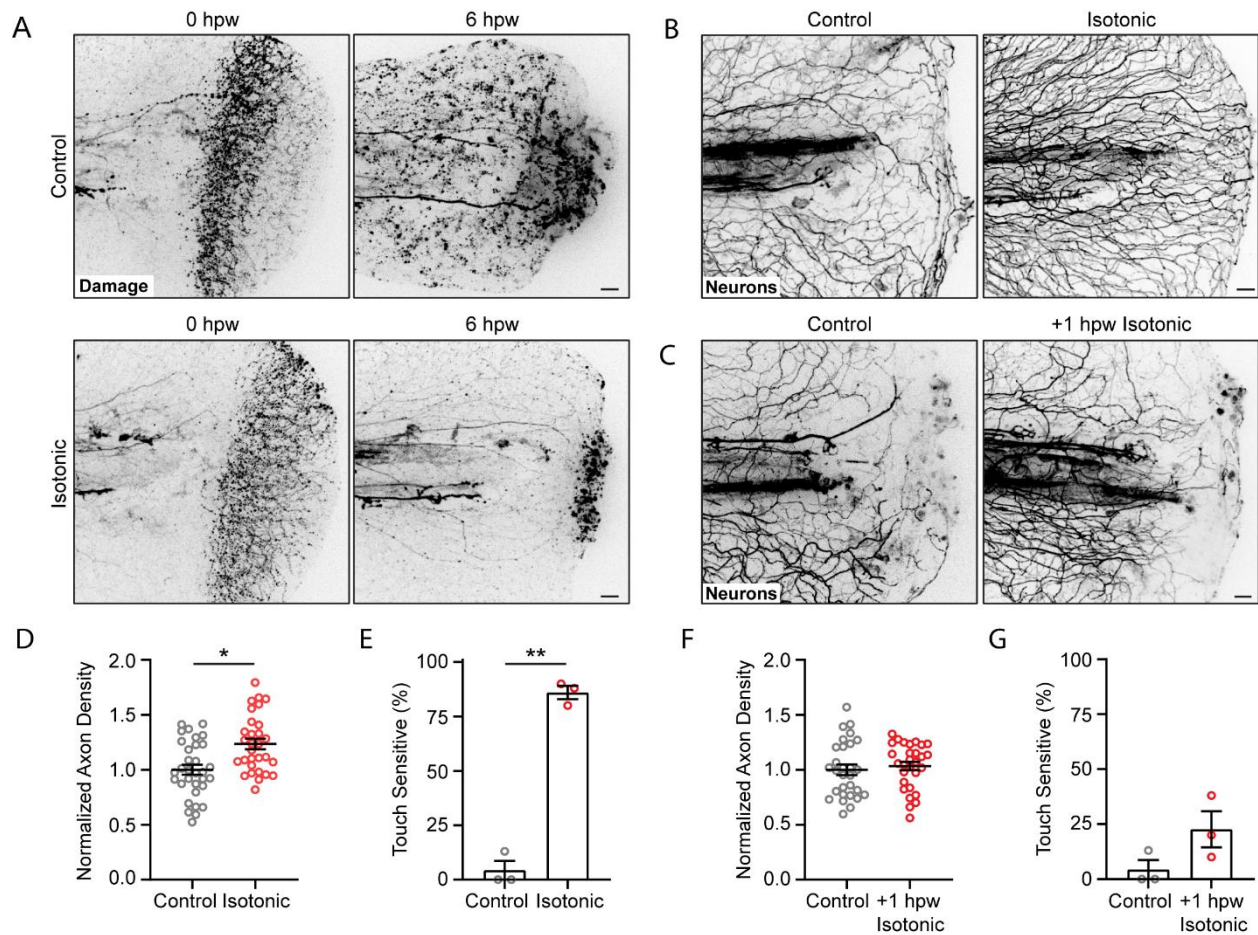 A
0 hpw
6 hpw
Control
Damage
0 hpw
6 hpw
Isotonic
B
Control
Isotonic
Neurons
C
Control
+1 hpw Isotonic
Neurons
D
*
2.0
1.5
1.0
0.5
0.0
Normalized Axon Density
Control Isotonic
E
**
100
75
50
25
0
Touch Sensitive (%)
Control Isotonic
F
2.0
1.5
1.0
0.5
0.0
Normalized Axon Density
Control +1 hpw
Isotonic
G
100
75
50
25
0
Touch Sensitive (%)
Control +1 hpw
Isotonic